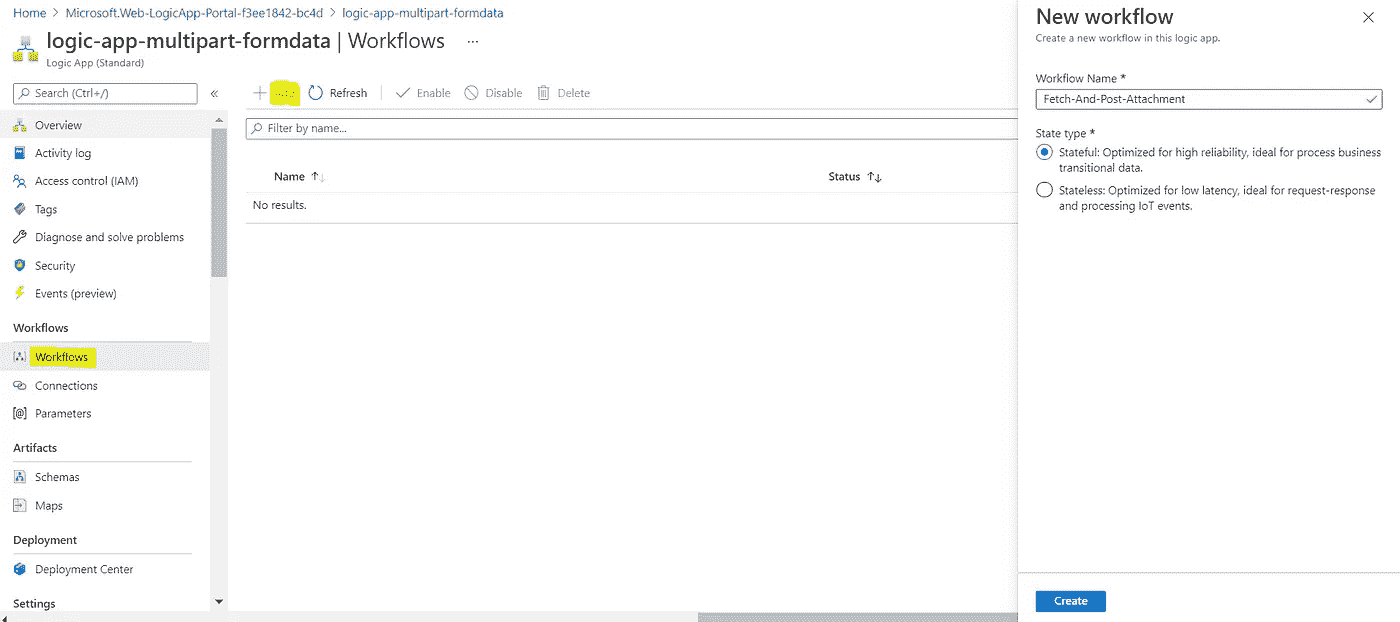 Home > Microsoft.Web-LogicApp-Portal-f3ee1842-bc4d > logic-app-multipart-formdata
logic-app-multipart-formdata | Workflows ...
Logic App (Standard)
Search (Ctrl+/)
«
Overview
Activity log
Access control (IAM)
Tags
Diagnose and solve problems
Security
Events (preview)
Workflows
Workflows
Connections
Parameters
Artifacts
Schemas
Maps
Deployment
Deployment Center
Settings
Refresh
Enable
Disable
Delete
Filter by name...
Name ↑↓ Status ↑↓
No results.
New workflow
Create a new workflow in this logic app.
Workflow Name *
Fetch-And-Post-Attachment
State type *
Stateful: Optimized for high reliability, ideal for process business
transitional data.
Stateless: Optimized for low latency, ideal for request-response
and processing IoT events.
Create